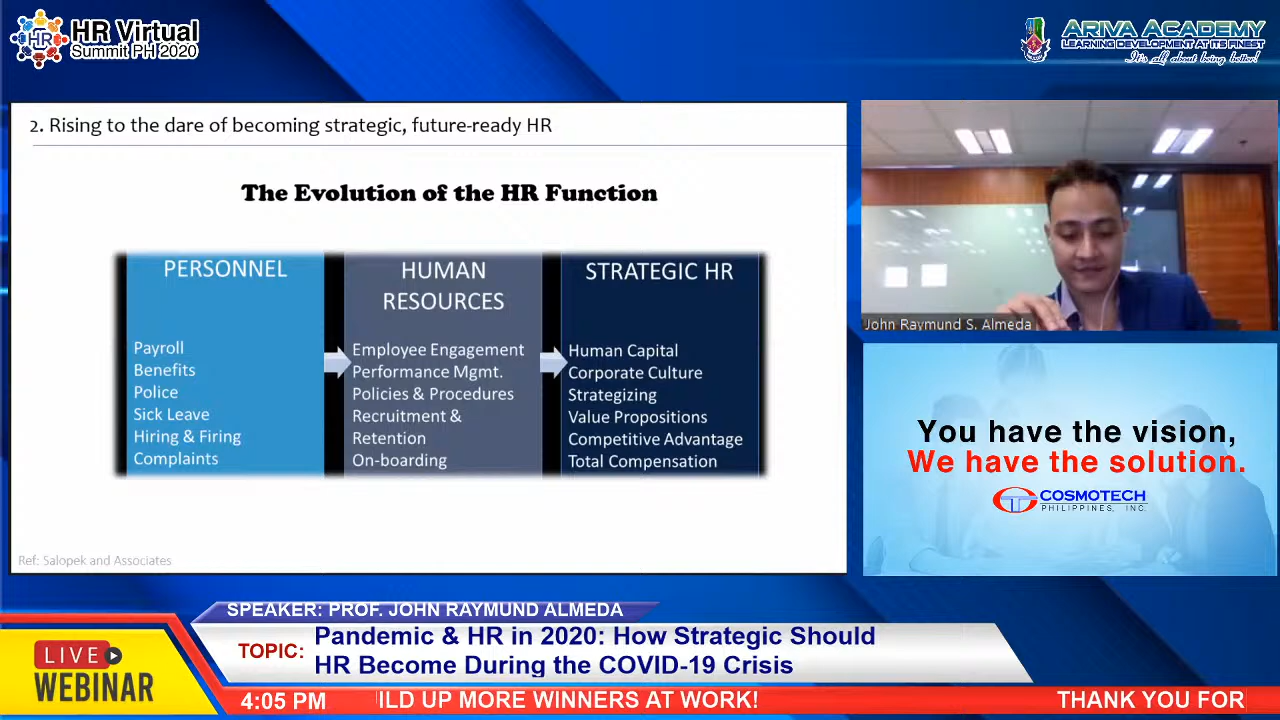 HR Virtual
Summit PH 2020
HR
ARIVA ACADEMY
LEARNING DEVELOPMENT AT ITS FINEST
It's all about being better!
2. Rising to the dare of becoming strategic, future-ready HR
The Evolution of the HR Function
PERSONNEL
Payroll
Benefits
Police
Sick Leave
Hiring & Firing
Complaints
HUMAN
RESOURCES
Employee Engagement
Performance Mgmt.
Policies & Procedures
Recruitment &
Retention
On-boarding
STRATEGIC HR
Human Capital
Corporate Culture
Strategizing
Value Propositions
Competitive Advantage
Total Compensation
Ref: Salopek and Associates
John Raymund S. Almeda
You have the vision,
We have the solution.
COSMOTECH
PHILIPPINES, INC.
SPEAKER: PROF. JOHN RAYMUND ALMEDA
TOPIC:
Pandemic & HR in 2020: How Strategic Should
HR Become During the COVID-19 Crisis
LIVE
WEBINAR
4:05 PM
ILD UP MORE WINNERS AT WORK!
THANK YOU FOR